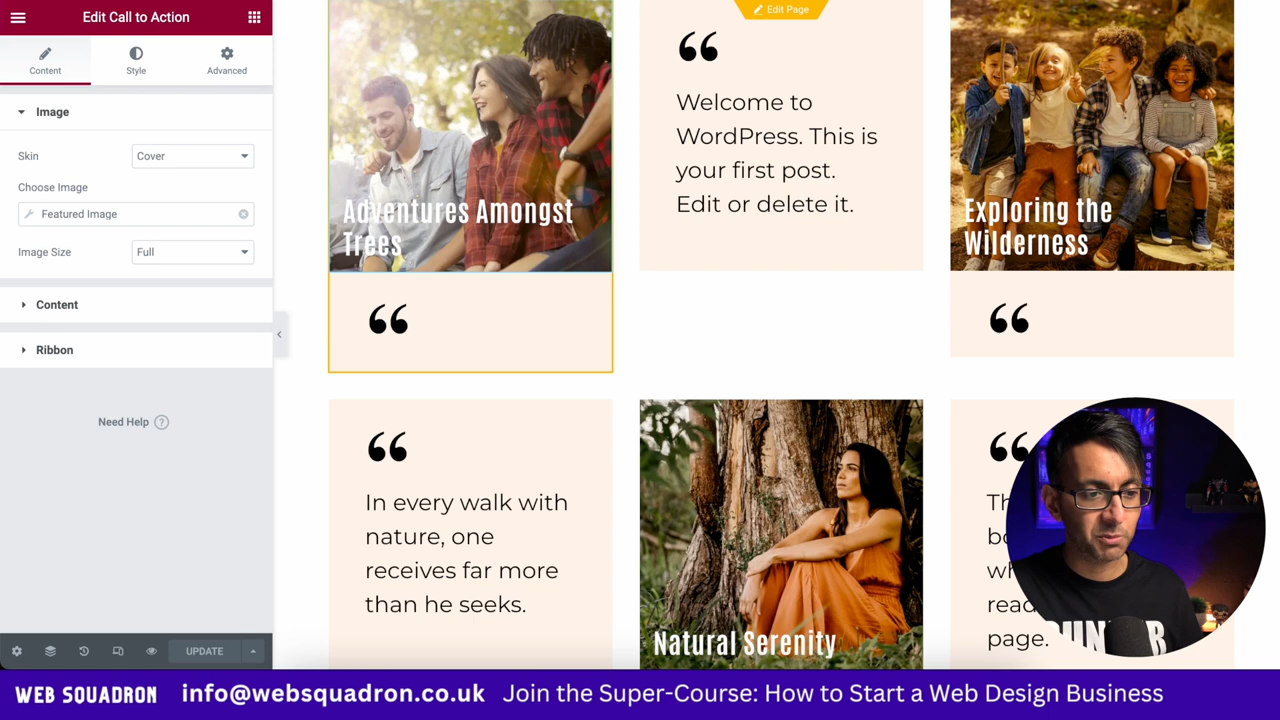 Edit Call to Action
Content
Style
Advanced
Image
Skin
Cover
Choose Image
Featured Image
Image Size
Full
Content
Ribbon
Need Help ?
UPDATE
Edit Page
Adventures Amongst
Trees
“
“
Welcome to
WordPress. This is
your first post.
Edit or delete it.
Exploring the
Wilderness
“
“
In every walk with
nature, one
receives far more
than he seeks.
Natural Serenity
“
page.
WEB SQUADRON
info@websquadron.co.uk
Join the Super-Course: How to Start a Web Design Business